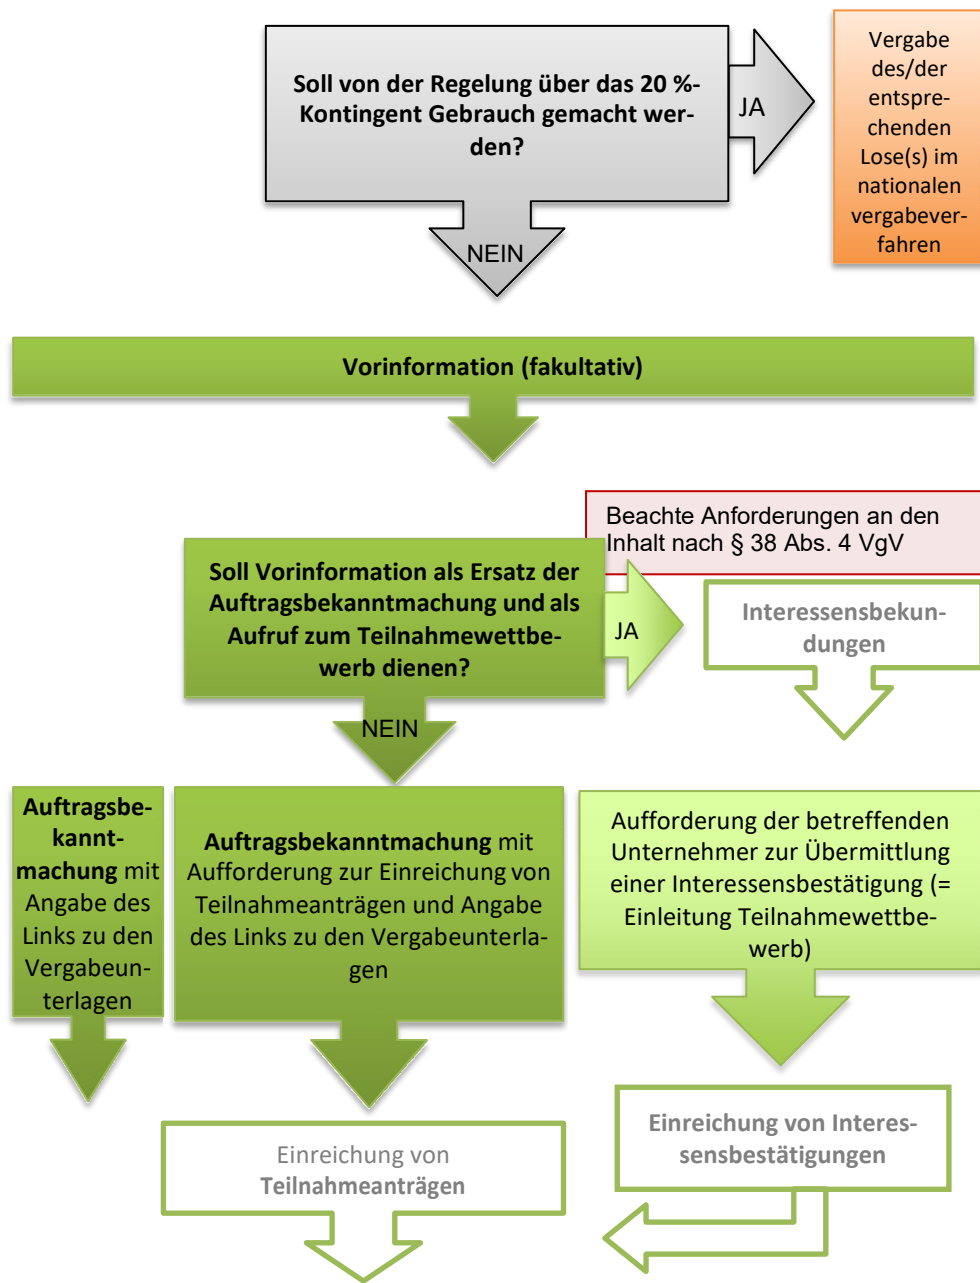 Soll von der Regelung über das 20 %-
Kontingent Gebrauch gemacht wer-
den?
JA
NEIN
Vergabe
des/der
entspre-
chenden
Lose(s) im
nationalen
vergabever-
fahren
Vorinformation (fakultativ)
Beachte Anforderungen an den
Inhalt nach § 38 Abs. 4 VgV
Soll Vorinformation als Ersatz der
Auftragsbekanntmachung und als
Aufruf zum Teilnahmewettbe-
werb dienen?
JA
NEIN
Interessensbekun-
dungen
Auftragsbe-
kannt-
machung mit
Angabe des
Links zu den
Vergabeun-
terlagen
Auftragsbekanntmachung mit
Aufforderung zur Einreichung von
Teilnahmeanträgen und Angabe
des Links zu den Vergabeunterla-
gen
Aufforderung der betreffenden
Unternehmer zur Übermittlung
einer Interessensbestätigung (=
Einleitung Teilnahmewettbe-
werb)
Einreichung von
Teilnahmeanträgen
Einreichung von Interes-
sensbestätigungen